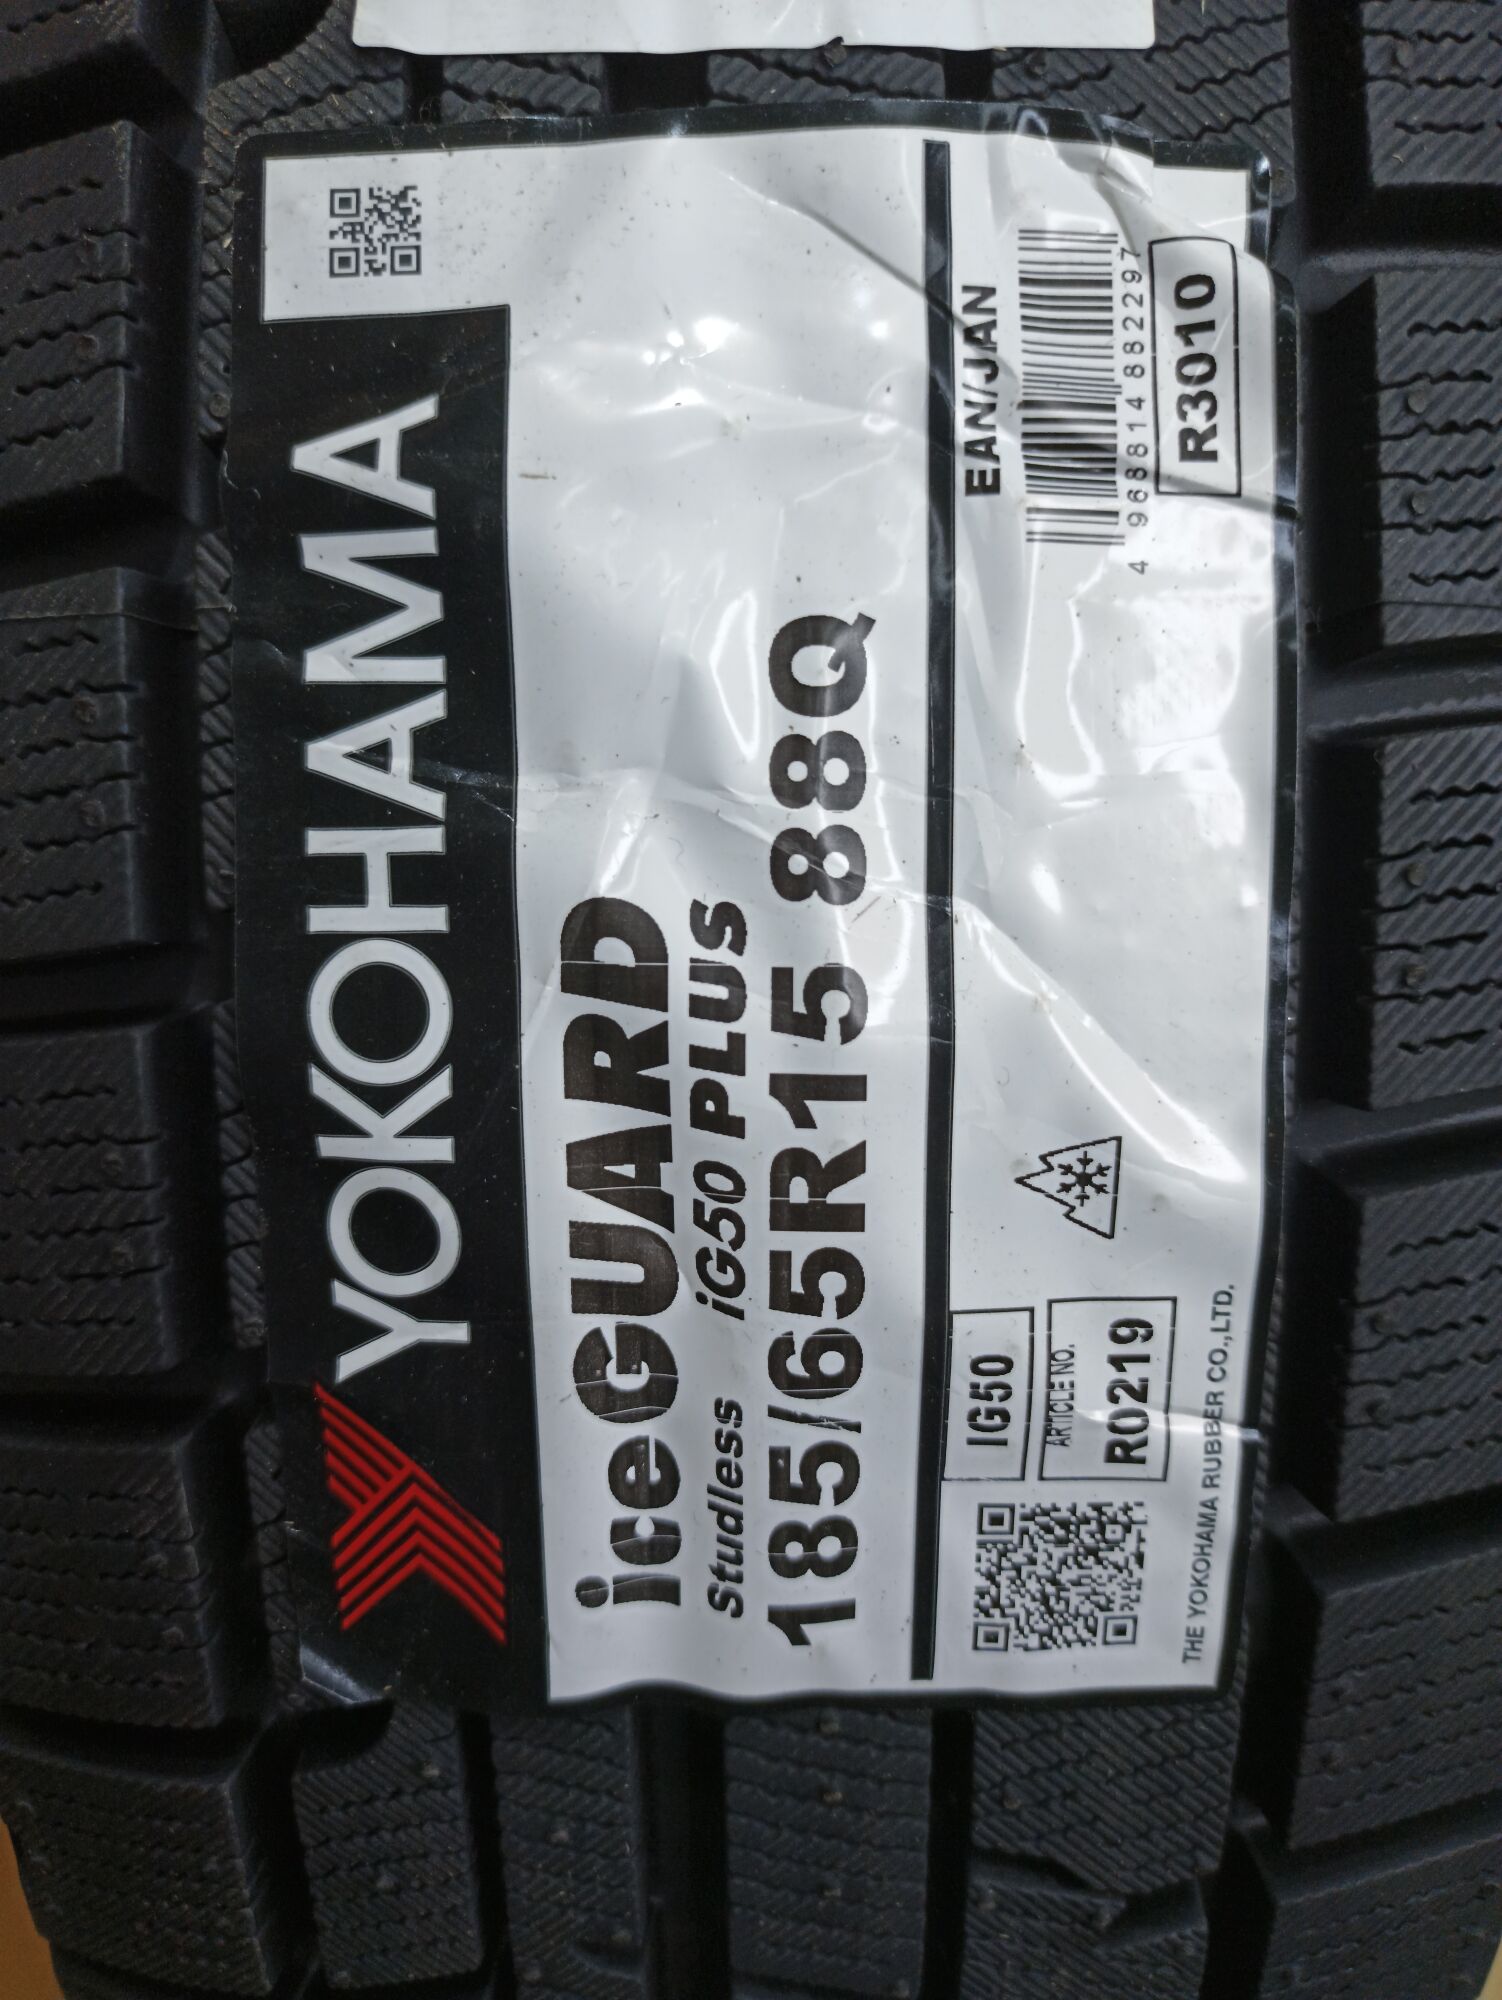 YOKOHAMA
iceGUARD
Studless iG50 PLUS
185/65R15 88Q
IG50
ARTICLE NO.
R0219
EAN/JAN
4 968814 882297
R3010
THE YOKOHAMA RUBBER CO.,LTD.